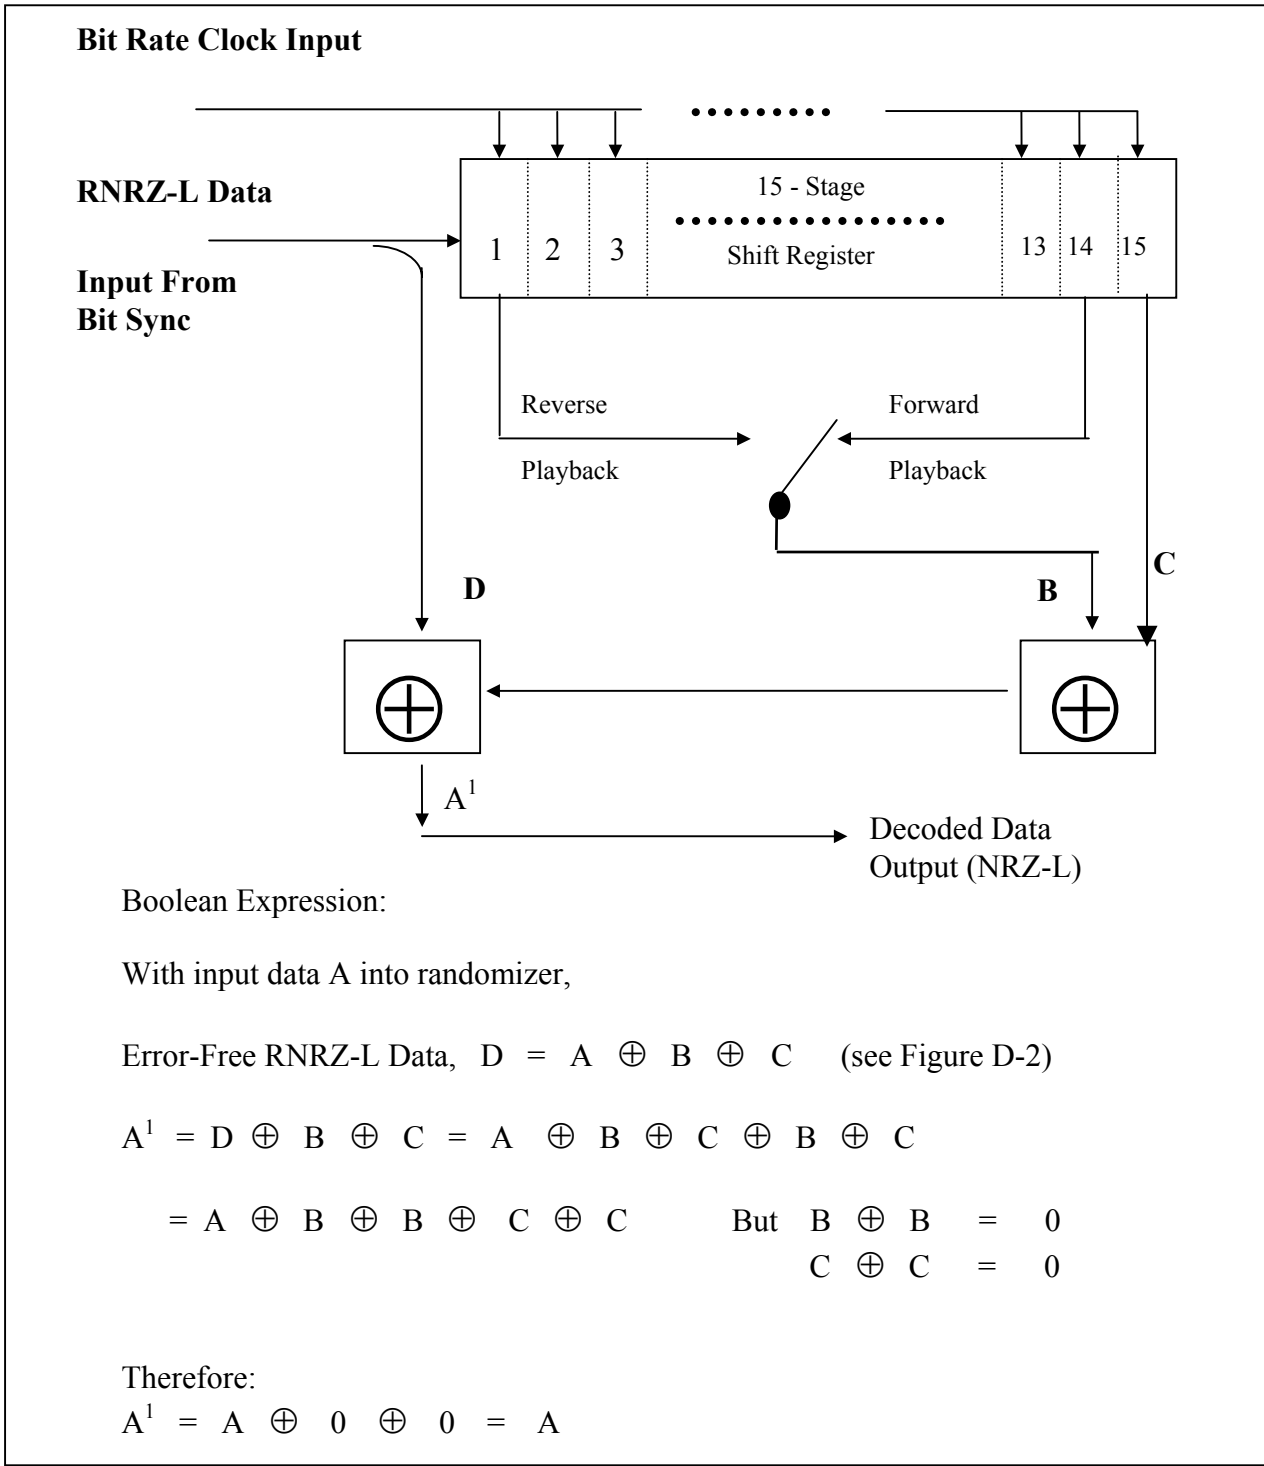 Bit Rate Clock Input
RNRZ-L Data
15 - Stage
1 2 3 13 14 15
Shift Register
Input From
Bit Sync
Reverse Forward
Playback Playback
C
D B
⊕ ⊕
A¹
Decoded Data
Output (NRZ-L)
Boolean Expression:
With input data A into randomizer,
Error-Free RNRZ-L Data, D = A ⊕ B ⊕ C (see Figure D-2)
A¹ = D ⊕ B ⊕ C = A ⊕ B ⊕ C ⊕ B ⊕ C
= A ⊕ B ⊕ B ⊕ C ⊕ C But B ⊕ B = 0
C ⊕ C = 0
Therefore:
A¹ = A ⊕ 0 ⊕ 0 = A